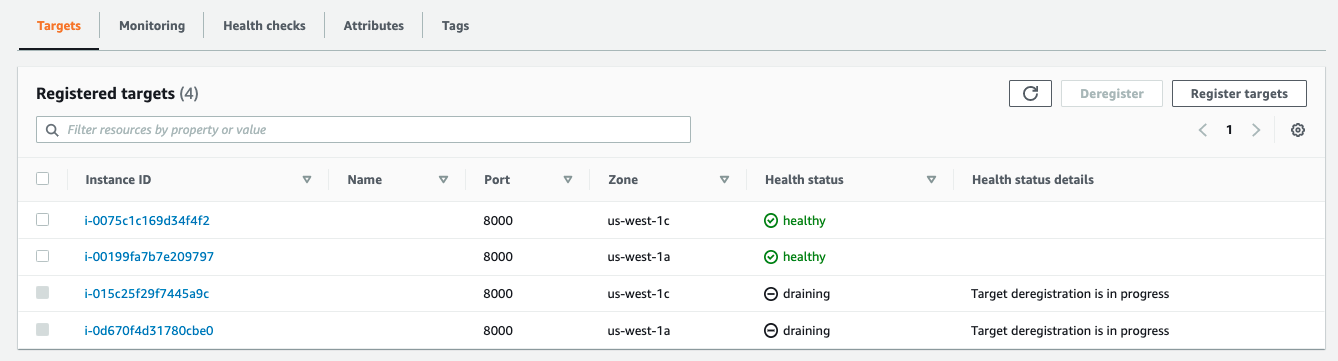 Targets Monitoring Health checks Attributes Tags
Registered targets (4) Deregister Register targets
Filter resources by property or value 1
Instance ID Name Port Zone Health status Health status details
i-0075c1c169d34f4f2 8000 us-west-1c healthy
i-00199fa7b7e209797 8000 us-west-1a healthy
i-015c25f29f7445a9c 8000 us-west-1c draining Target deregistration is in progress
i-0d670f4d31780cbe0 8000 us-west-1a draining Target deregistration is in progress